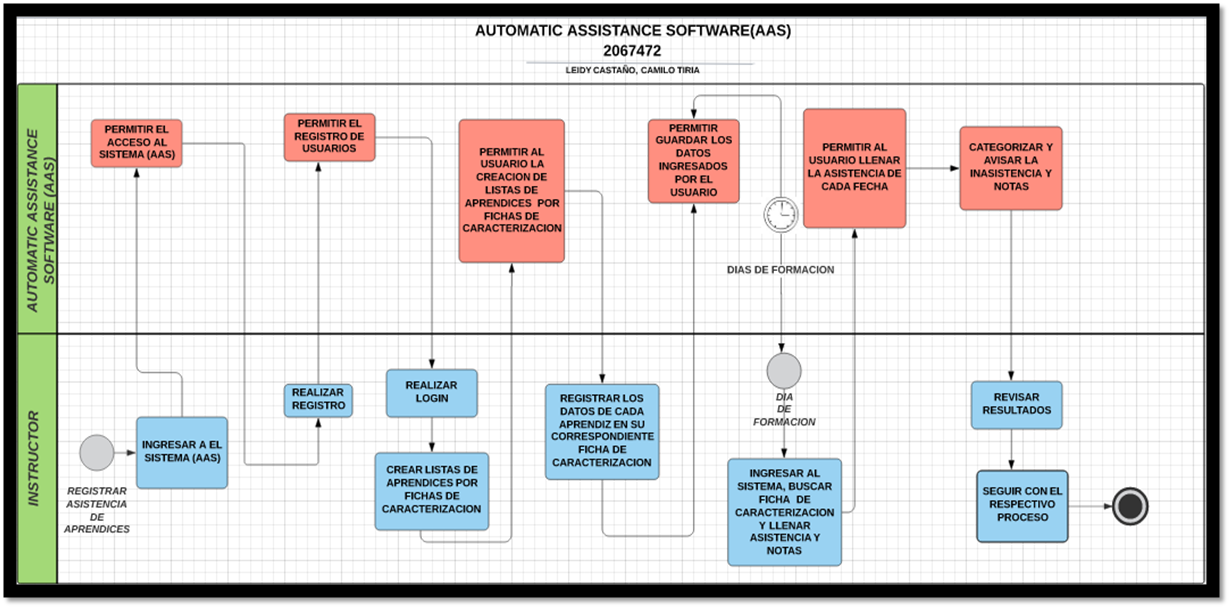 AUTOMATIC ASSISTANCE SOFTWARE(AAS)
2067472
LEIDY CASTAÑO, CAMILO TIRIA
AUTOMATIC ASSISTANCE
SOFTWARE (AAS)
PERMITIR EL
ACCESO AL
SISTEMA (AAS)
PERMITIR EL
REGISTRO DE
USUARIOS
PERMITIR AL
USUARIO LA
CREACION DE
LISTAS DE
APRENDICES POR
FICHAS DE
CARACTERIZACION
PERMITIR
GUARDAR LOS
DATOS
INGRESADOS
POR EL
USUARIO
DIAS DE FORMACION
PERMITIR AL
USUARIO LLENAR
LA ASISTENCIA DE
CADA FECHA
CATEGORIZAR Y
AVISAR LA
INASISTENCIA Y
NOTAS
INSTRUCTOR
REGISTRAR
ASISTENCIA
DE
APRENDICES
INGRESAR A EL
SISTEMA (AAS)
REALIZAR
REGISTRO
REALIZAR
LOGIN
CREAR LISTAS DE
APRENDICES POR
FICHAS DE
CARACTERIZACION
REGISTRAR LOS
DATOS DE CADA
APRENDIZ EN SU
CORRESPONDIENTE
FICHA DE
CARACTERIZACION
DIA
DE
FORMACION
INGRESAR AL
SISTEMA, BUSCAR
FICHA DE
CARACTERIZACION
Y LLENAR
ASISTENCIA Y
NOTAS
REVISAR
RESULTADOS
SEGUIR CON EL
RESPECTIVO
PROCESO